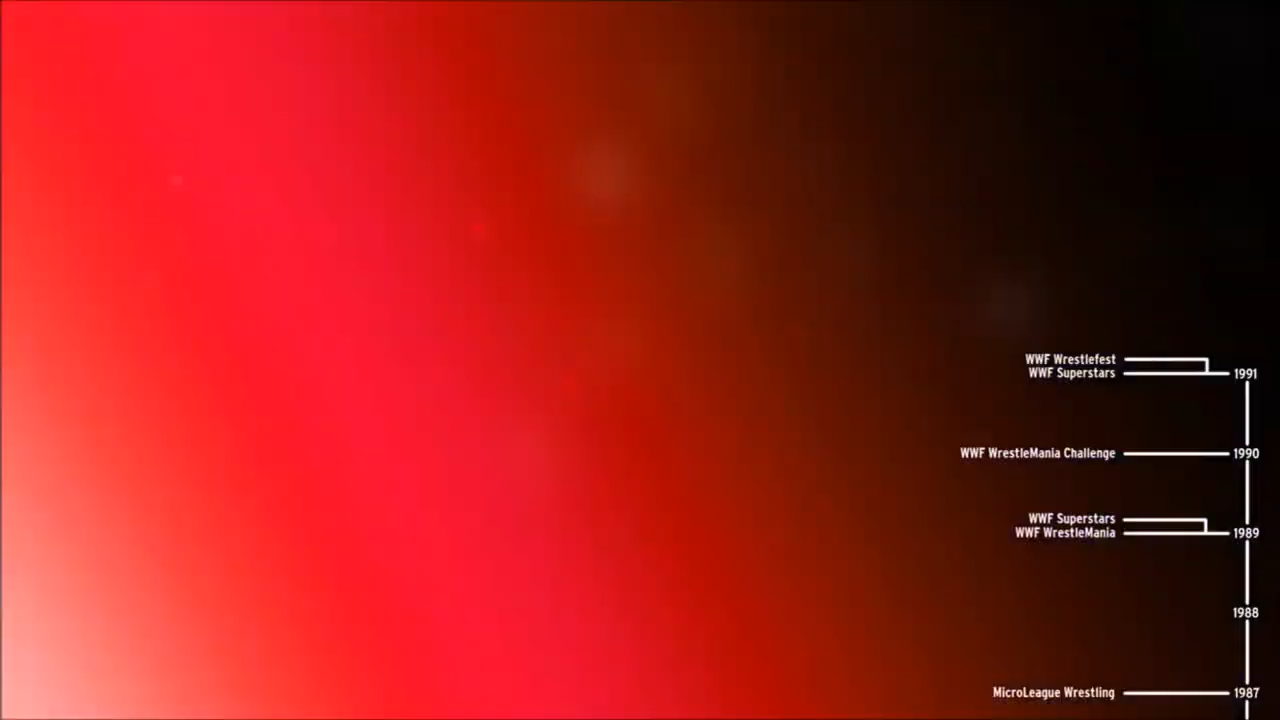 WWF Wrestlefest
WWF Superstars 1991
WWF WrestleMania Challenge 1990
WWF Superstars
WWF WrestleMania 1989
1988
MicroLeague Wrestling 1987